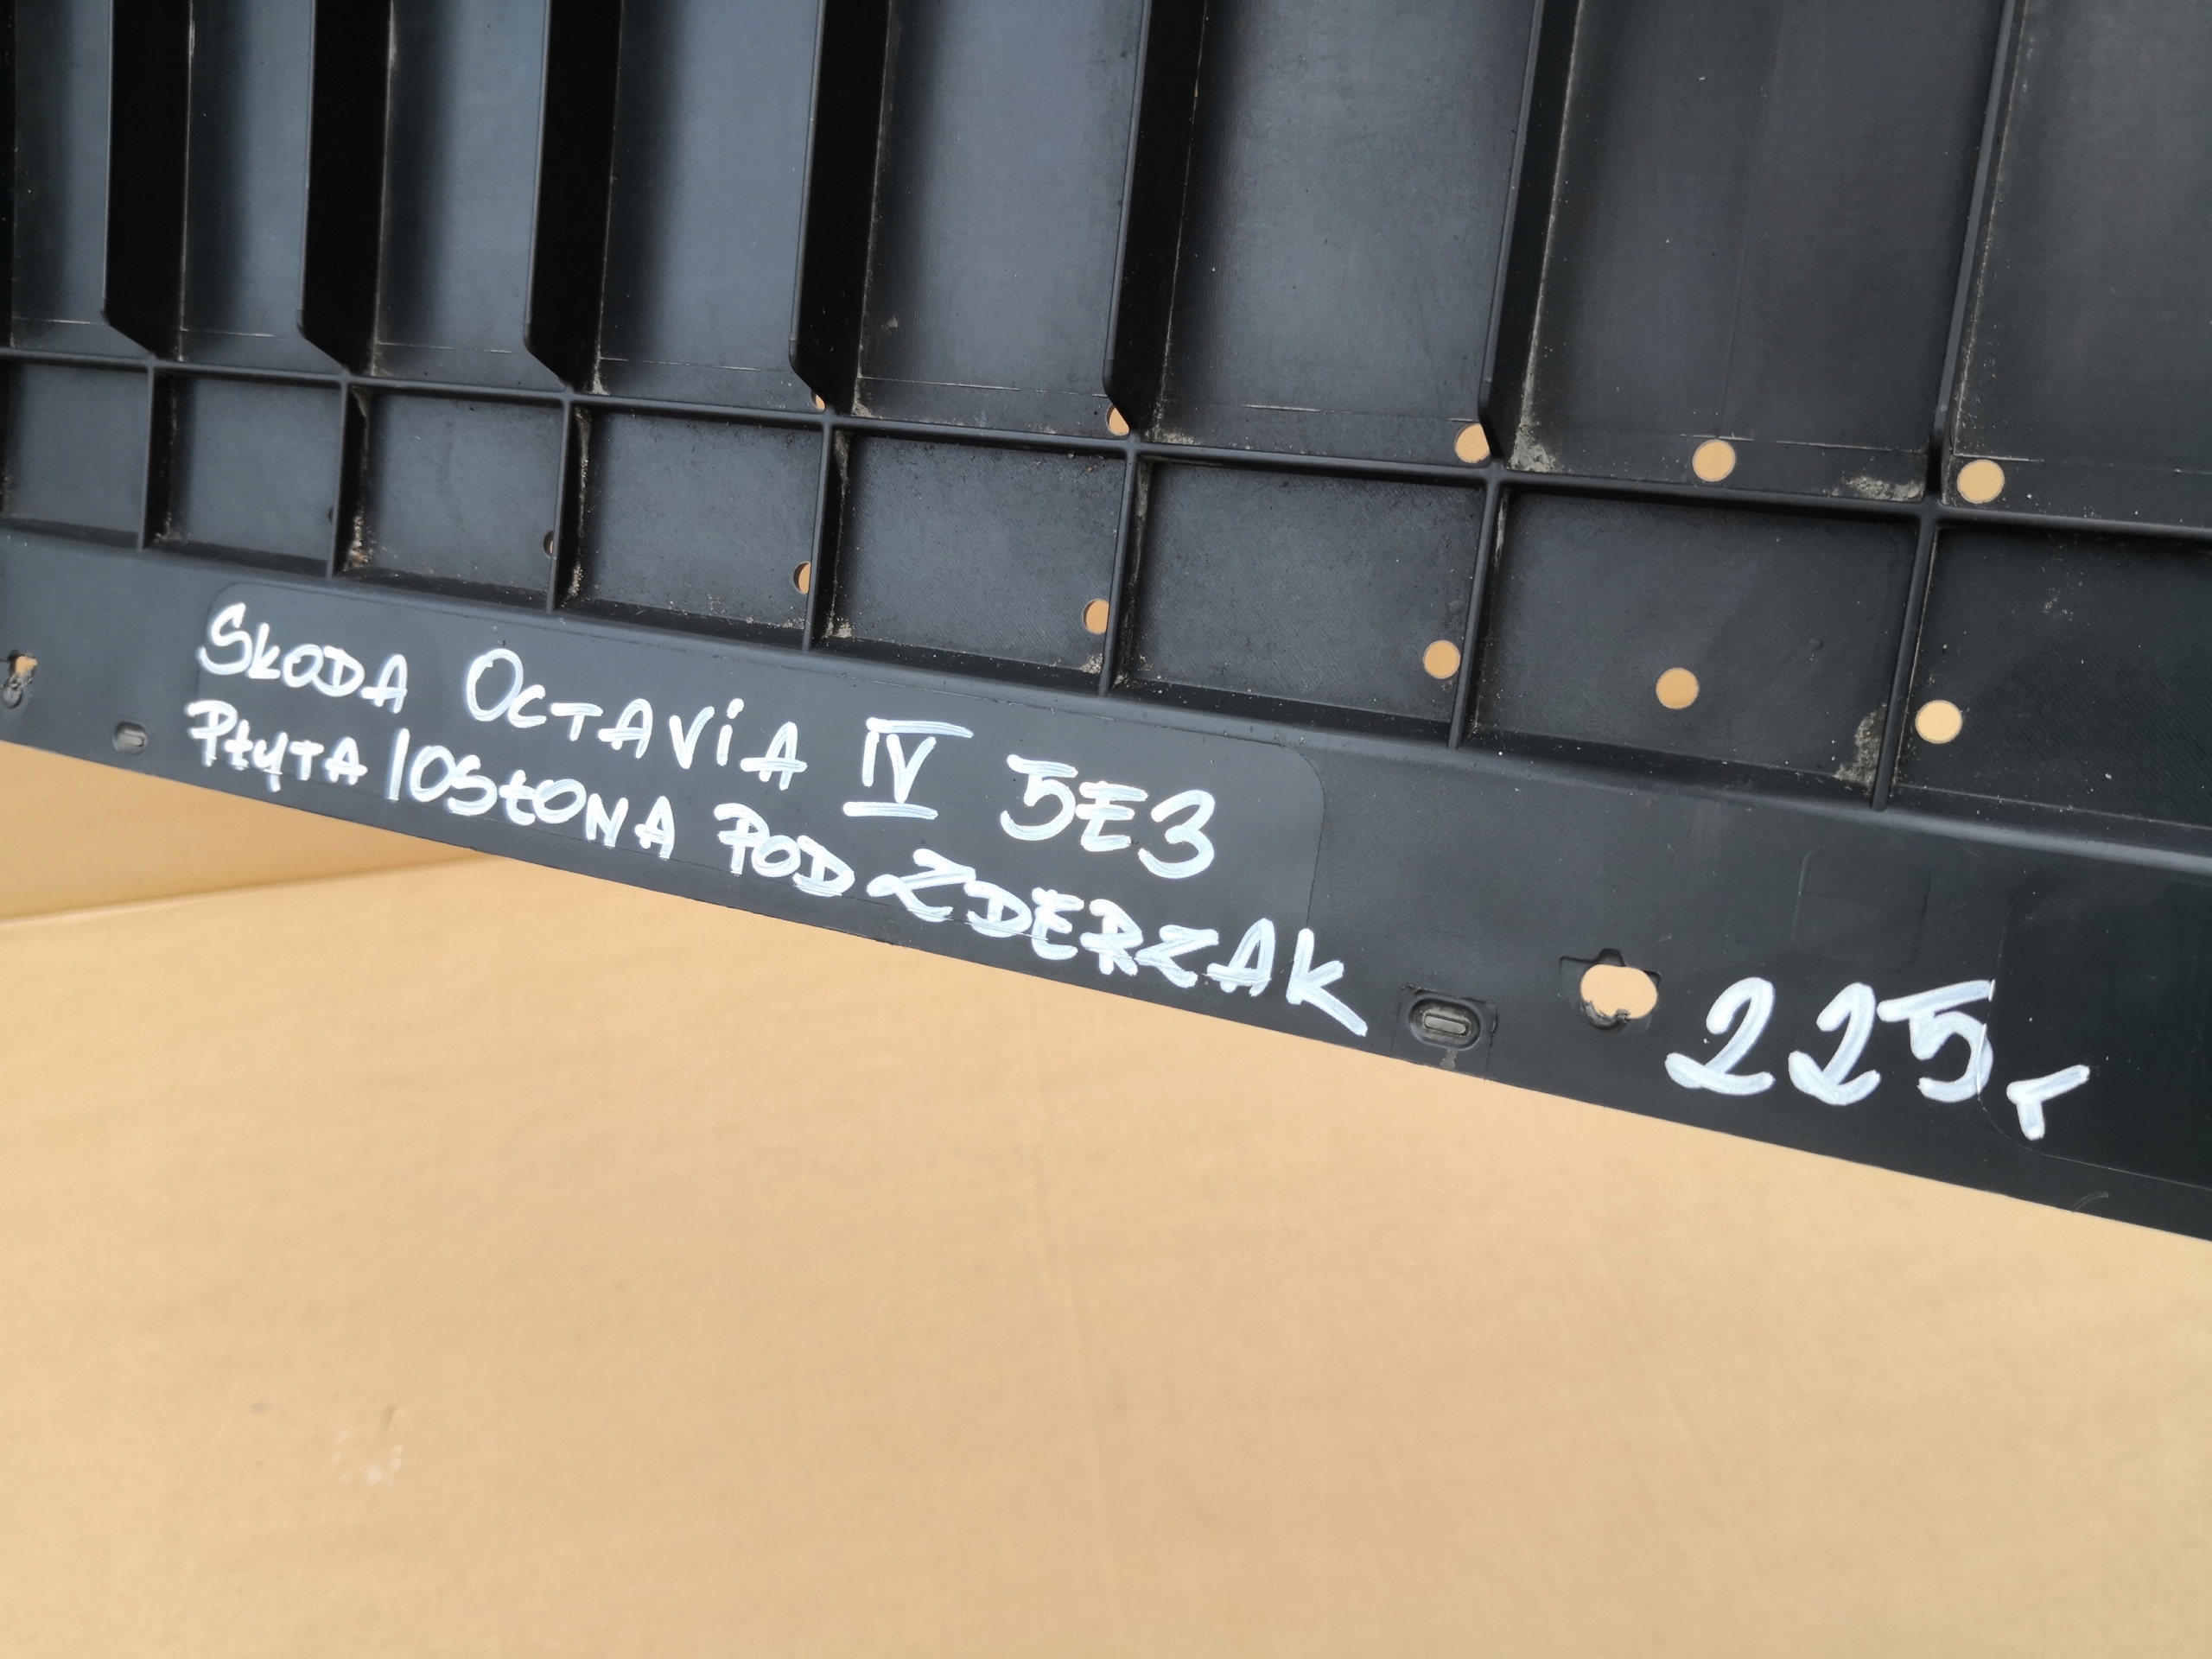 SKODA OCTAViA IV 5E3
PŁYTA / OSŁONA POD ZDERZAK
225,-